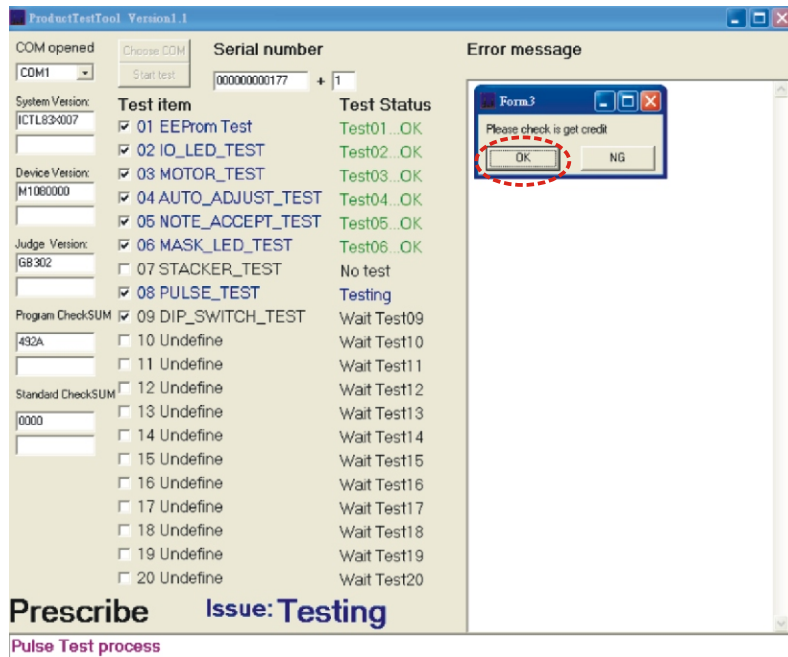 ProductTestTool Version1.1
COM opened
Choose COM
Serial number
Error message
COM1
Start test
000000000177 + 1
System Version:
ICTL83X007
Device Version:
M1080000
Judge Version:
GB302
Program CheckSUM
492A
Standard CheckSUM
0000
Test item Test Status
01 EEProm Test Test01...OK
02 IO_LED_TEST Test02...OK
03 MOTOR_TEST Test03...OK
04 AUTO_ADJUST_TEST Test04...OK
05 NOTE_ACCEPT_TEST Test05...OK
06 MASK_LED_TEST Test06...OK
07 STACKER_TEST No test
08 PULSE_TEST Testing
09 DIP_SWITCH_TEST Wait Test09
10 Undefine Wait Test10
11 Undefine Wait Test11
12 Undefine Wait Test12
13 Undefine Wait Test13
14 Undefine Wait Test14
15 Undefine Wait Test15
16 Undefine Wait Test16
17 Undefine Wait Test17
18 Undefine Wait Test18
19 Undefine Wait Test19
20 Undefine Wait Test20
Form3
Please check is get credit
OK NG
Prescribe Issue: Testing
Pulse Test process